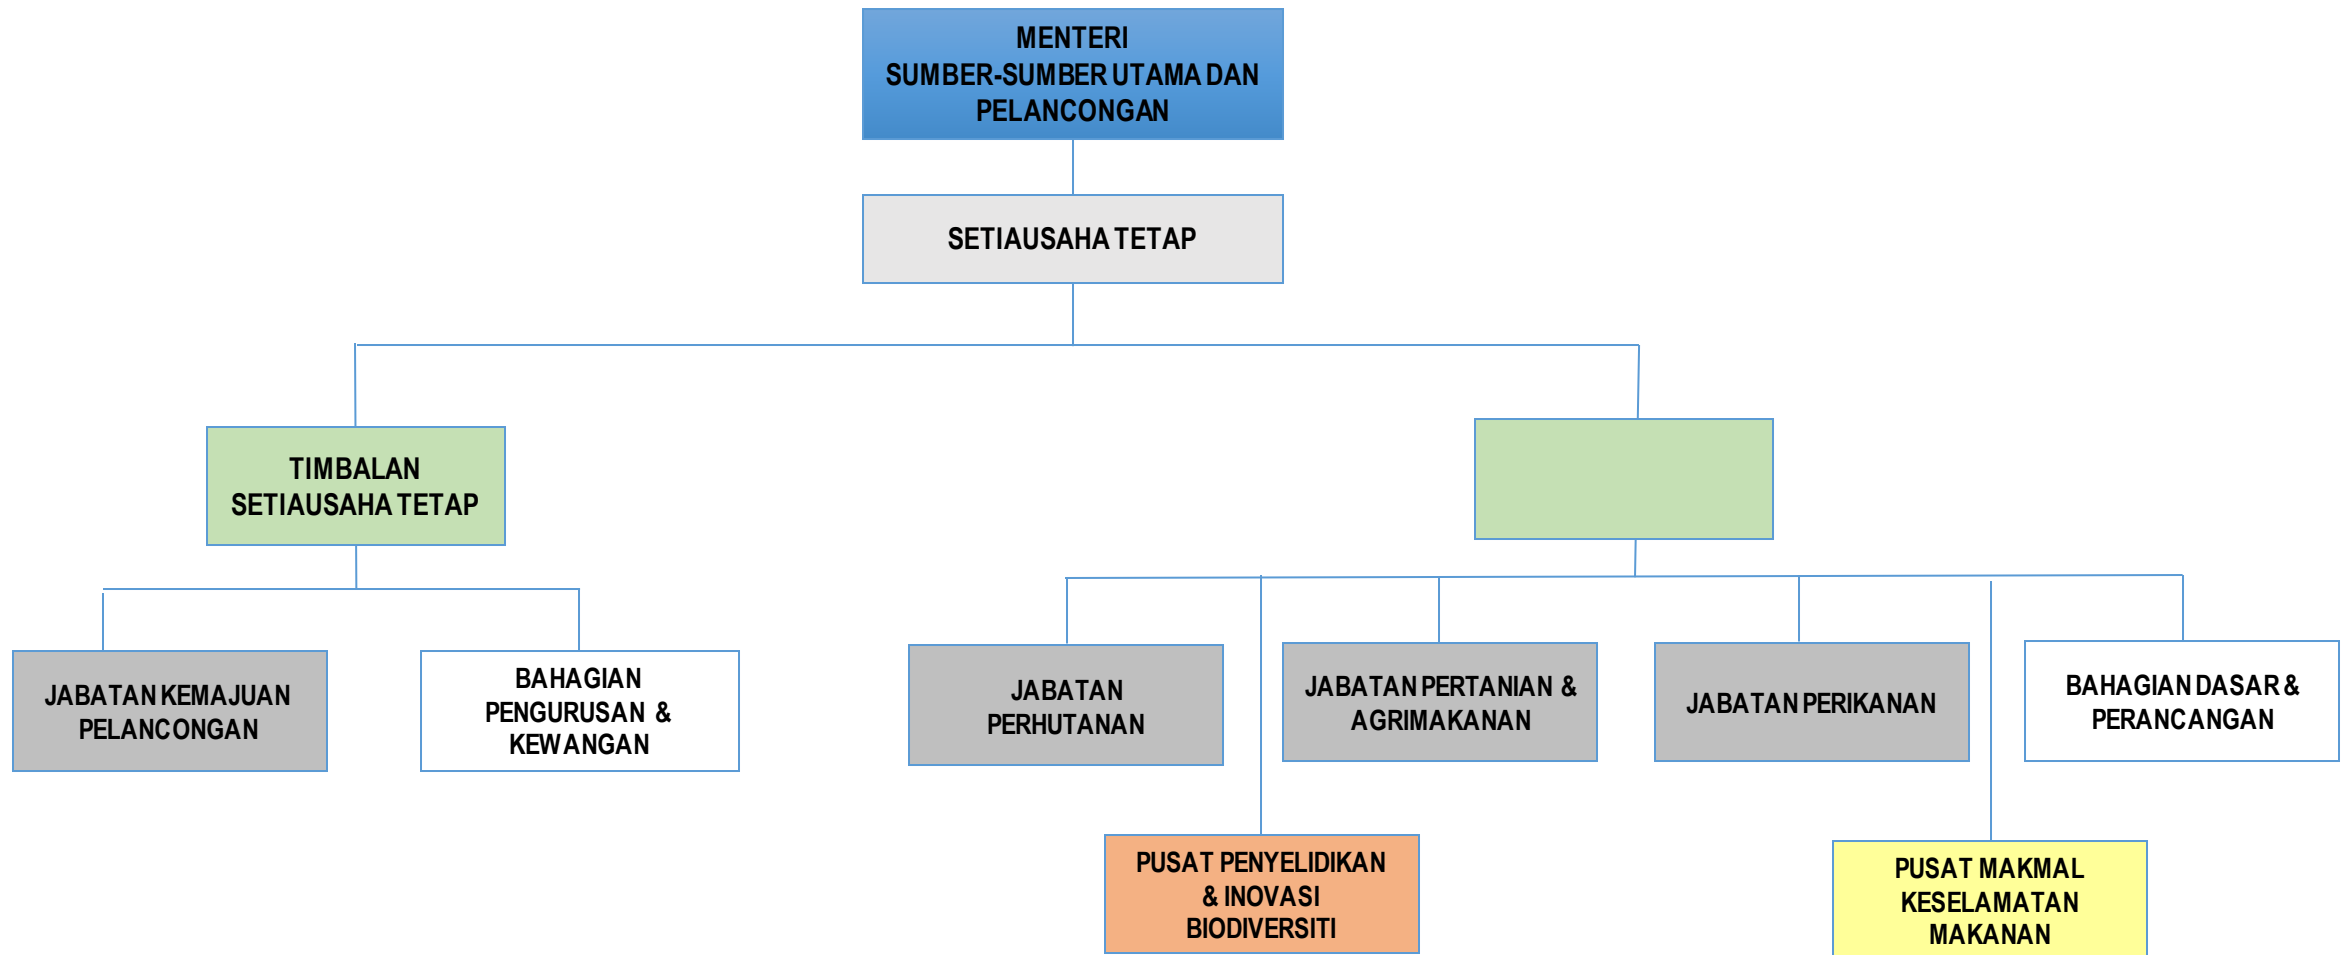 MENTERI
SUMBER-SUMBER UTAMA DAN
PELANCONGAN
SETIAUSAHA TETAP
TIMBALAN
SETIAUSAHA TETAP
JABATAN KEMAJUAN
PELANCONGAN
BAHAGIAN
PENGURUSAN &
KEWANGAN
JABATAN
PERHUTANAN
JABATAN PERTANIAN &
AGRIMAKANAN
JABATAN PERIKANAN
BAHAGIAN DASAR &
PERANCANGAN
PUSAT PENYELIDIKAN
& INOVASI
BIODIVERSITI
PUSAT MAKMAL
KESELAMATAN
MAKANAN